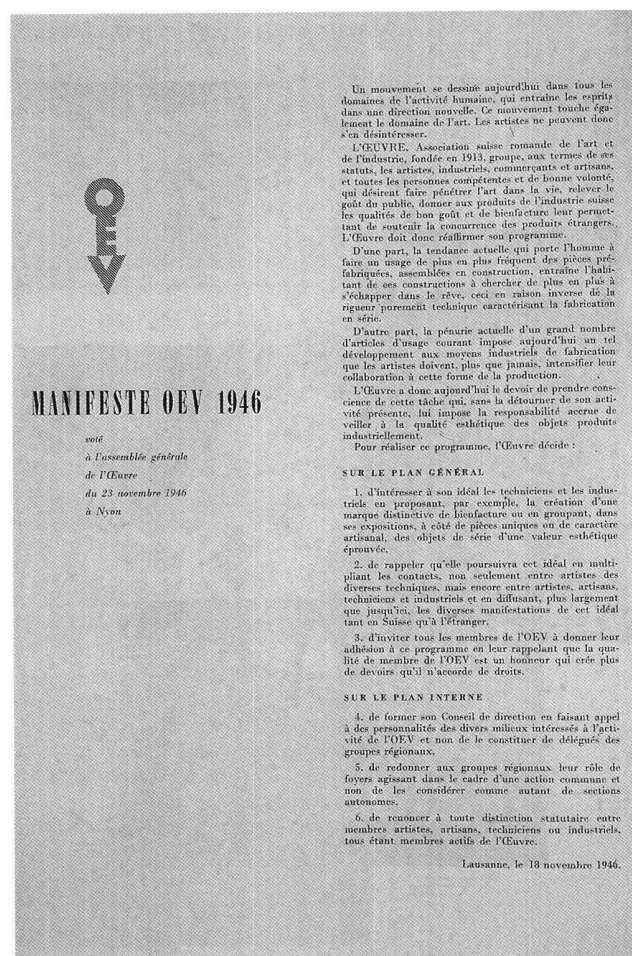 OEV
MANIFESTE OEV 1946
voté
à l'assemblée générale
de l'Œuvre
du 23 novembre 1946
à Nyon
Un mouvement se dessine aujourd'hui dans tous les
domaines de l'activité humaine, qui entraîne les esprits
dans une direction nouvelle. Ce mouvement touche éga-
lement le domaine de l'art. Les artistes ne peuvent donc
s'en désintéresser.
L'ŒUVRE, Association suisse romande de l'art et
de l'industrie, fondée en 1913, groupe, aux termes de ses
statuts, les artistes, industriels, commerçants et artisans,
et toutes les personnes compétentes et de bonne volonté,
qui désirent faire pénétrer l'art dans la vie, relever le
goût du public, donner aux produits de l'industrie suisse
les qualités de bon goût et de bienfacture leur permet-
tant de soutenir la concurrence des produits étrangers.
L'Œuvre doit donc réaffirmer son programme.
D'une part, la tendance actuelle qui porte l'homme à
faire un usage de plus en plus fréquent des pièces pré-
fabriquées, assemblées en construction, entraîne l'habi-
tant de ces constructions à chercher de plus en plus à
s'échapper dans le rêve, ceci en raison inverse de la
rigueur purement technique caractérisant la fabrication
en série.
D'autre part, la pénurie actuelle d'un grand nombre
d'articles d'usage courant impose aujourd'hui un tel
développement aux moyens industriels de fabrication
que les artistes doivent, plus que jamais, intensifier leur
collaboration à cette forme de la production.
L'Œuvre a donc aujourd'hui le devoir de prendre cons-
cience de cette tâche qui, sans la détourner de son acti-
vité présente, lui impose la responsabilité accrue de
veiller à la qualité esthétique des objets produits
industriellement.
Pour réaliser ce programme, l'Œuvre décide :
SUR LE PLAN GÉNÉRAL
1. d'intéresser à son idéal les techniciens et les indus-
triels en proposant, par exemple, la création d'une
marque distinctive de bienfacture ou en groupant, dans
ses expositions, à côté de pièces uniques ou de caractère
artisanal, des objets de série d'une valeur esthétique
éprouvée.
2. de rappeler qu'elle poursuivra cet idéal en multi-
pliant les contacts, non seulement entre artistes des
diverses techniques, mais encore entre artistes, artisans,
techniciens et industriels et en diffusant, plus largement
que jusqu'ici, les diverses manifestations de cet idéal
tant en Suisse qu'à l'étranger.
3. d'inviter tous les membres de l'OEV à donner leur
adhésion à ce programme en leur rappelant que la qua-
lité de membre de l'OEV est un honneur qui crée plus
de devoirs qu'il n'accorde de droits.
SUR LE PLAN INTERNE
4. de former son Conseil de direction en faisant appel
à des personnalités des divers milieux intéressés à l'acti-
vité de l'OEV et non de le constituer de délégués des
groupes régionaux.
5. de redonner aux groupes régionaux leur rôle de
foyers agissant dans le cadre d'une action commune et
non de les considérer comme autant de sections
autonomes.
6. de renoncer à toute distinction statutaire entre
membres artistes, artisans, techniciens ou industriels,
tous étant membres actifs de l'Œuvre.
Lausanne, le 18 novembre 1946.